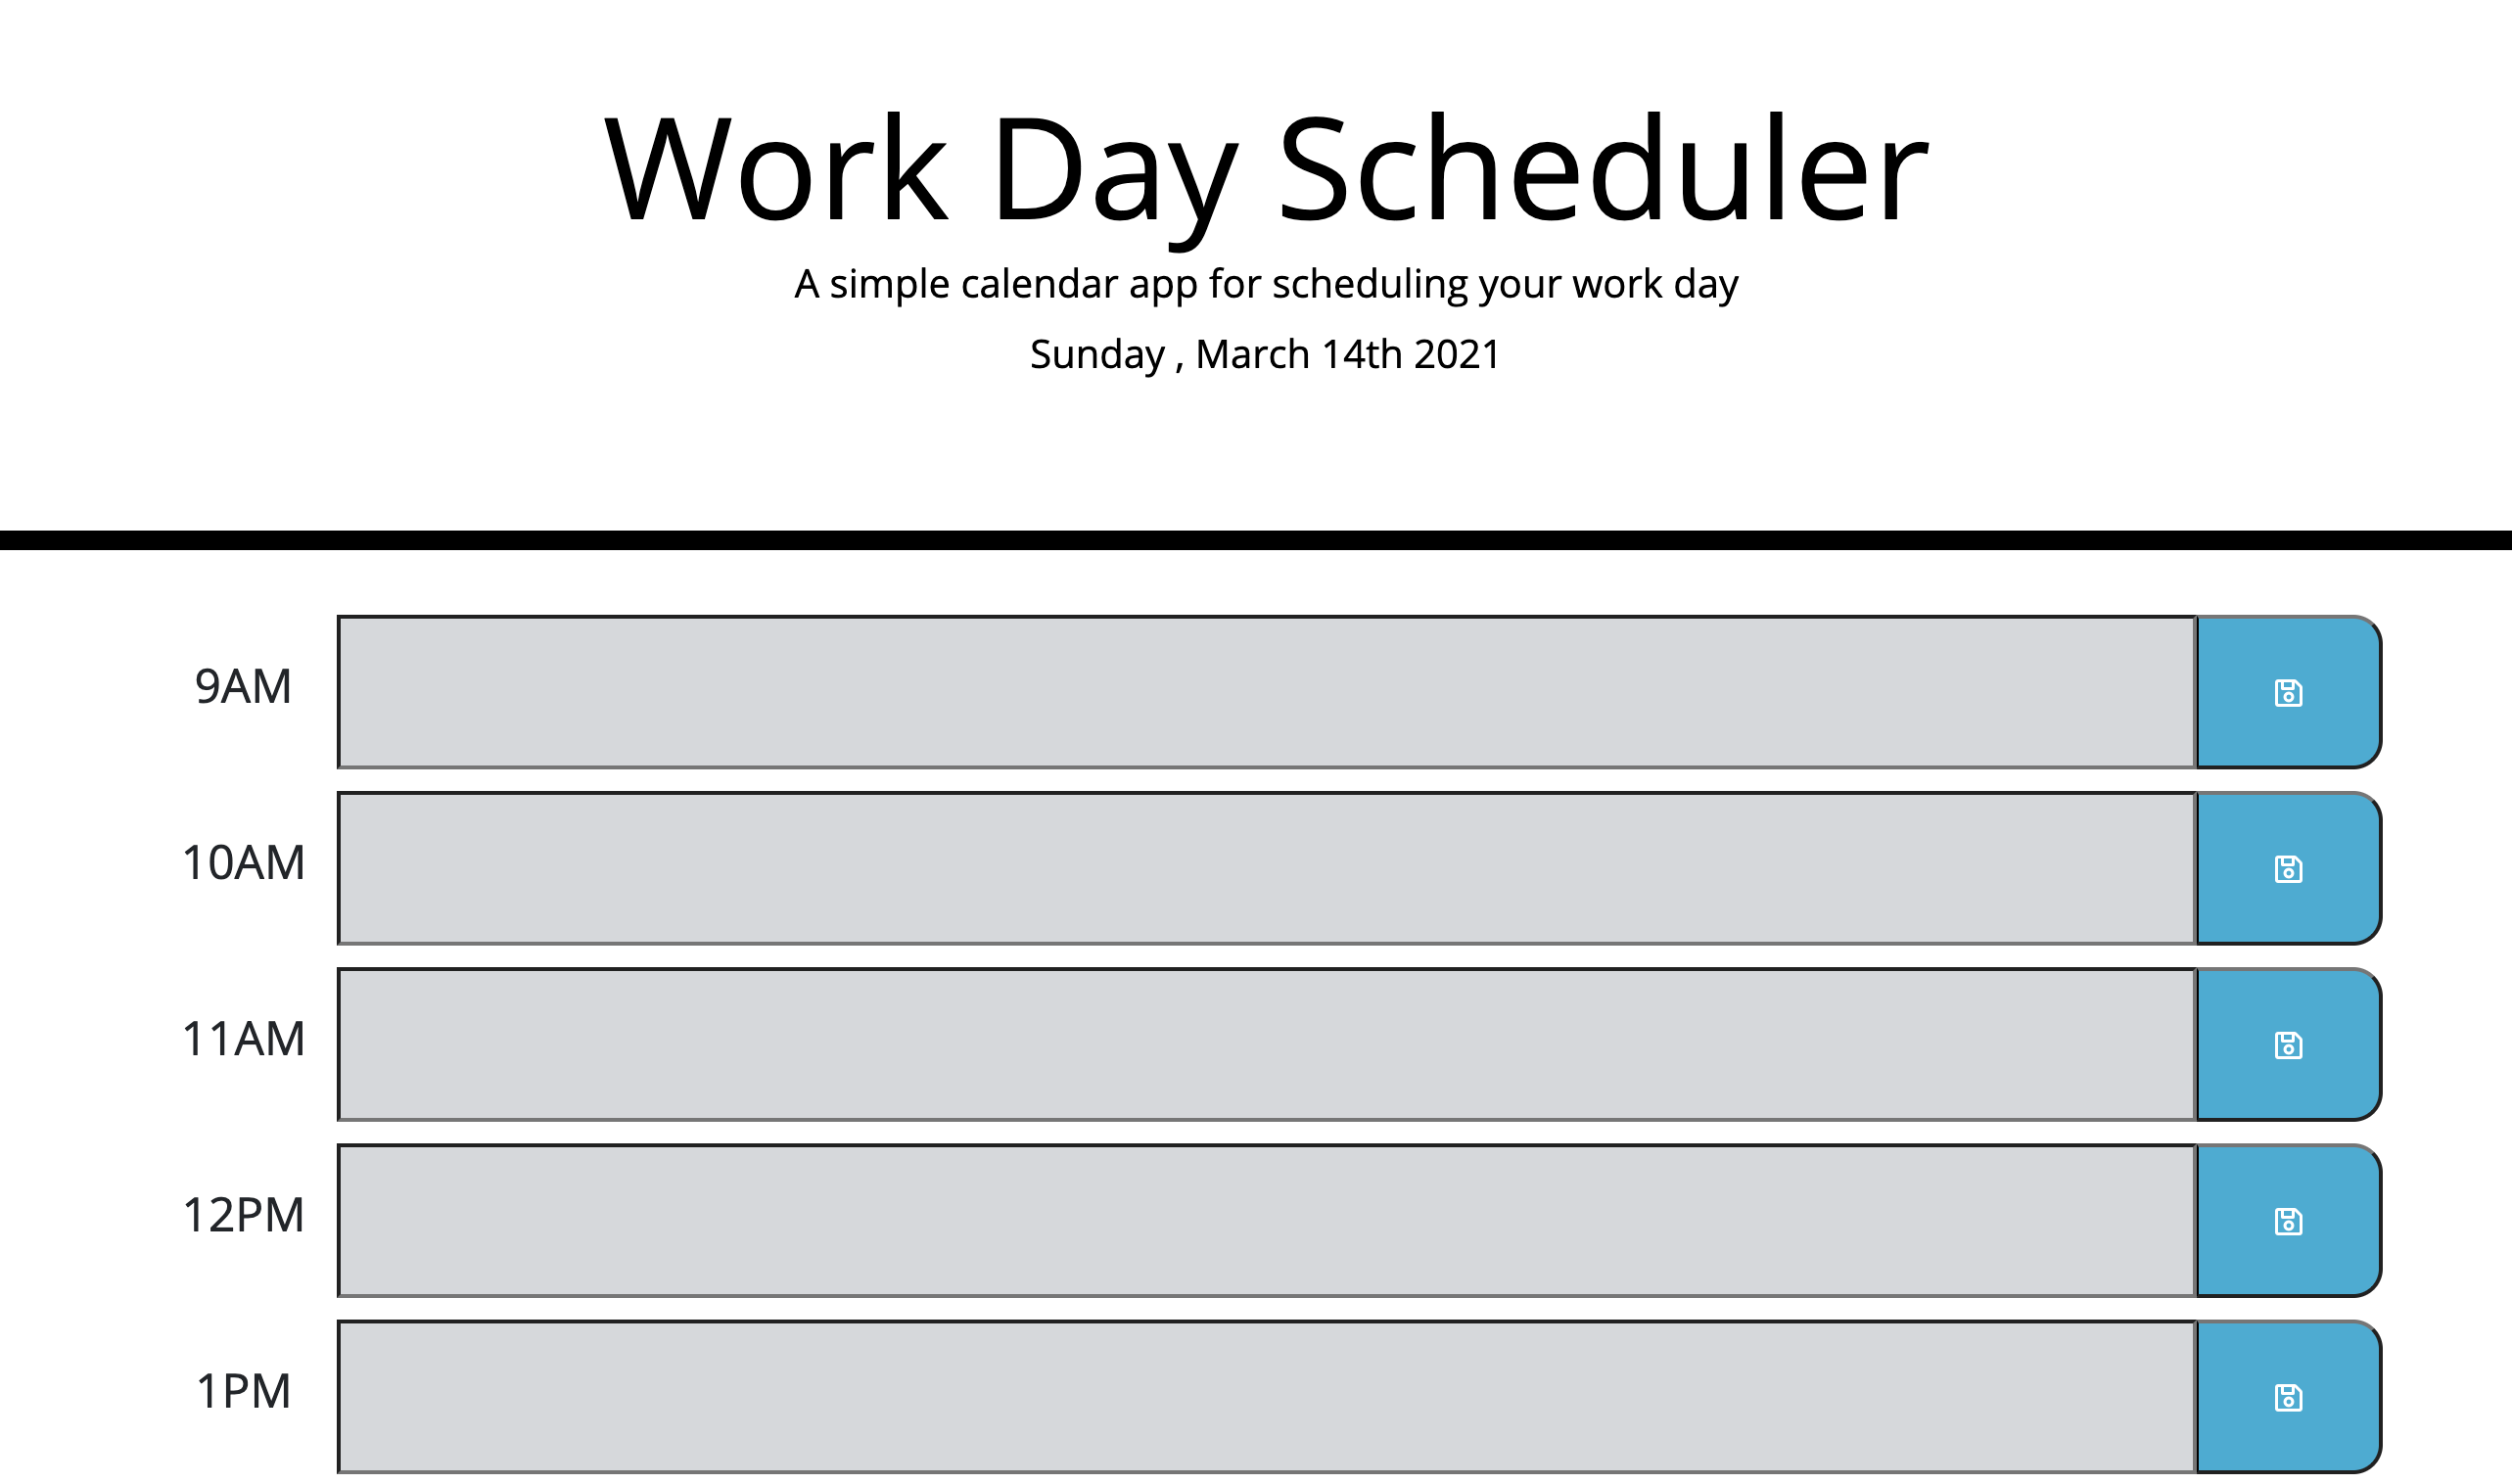 Work Day Scheduler
A simple calendar app for scheduling your work day
Sunday , March 14th 2021
9AM
10AM
11AM
12PM
1PM